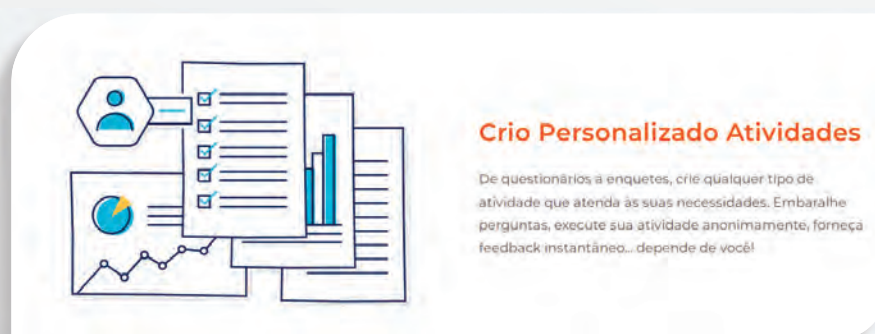 Crio Personalizado Atividades
De questionários a enquetes, crie qualquer tipo de
atividade que atenda às suas necessidades. Embaralhe
perguntas, execute sua atividade anonimamente, forneça
feedback instantâneo... depende de você!